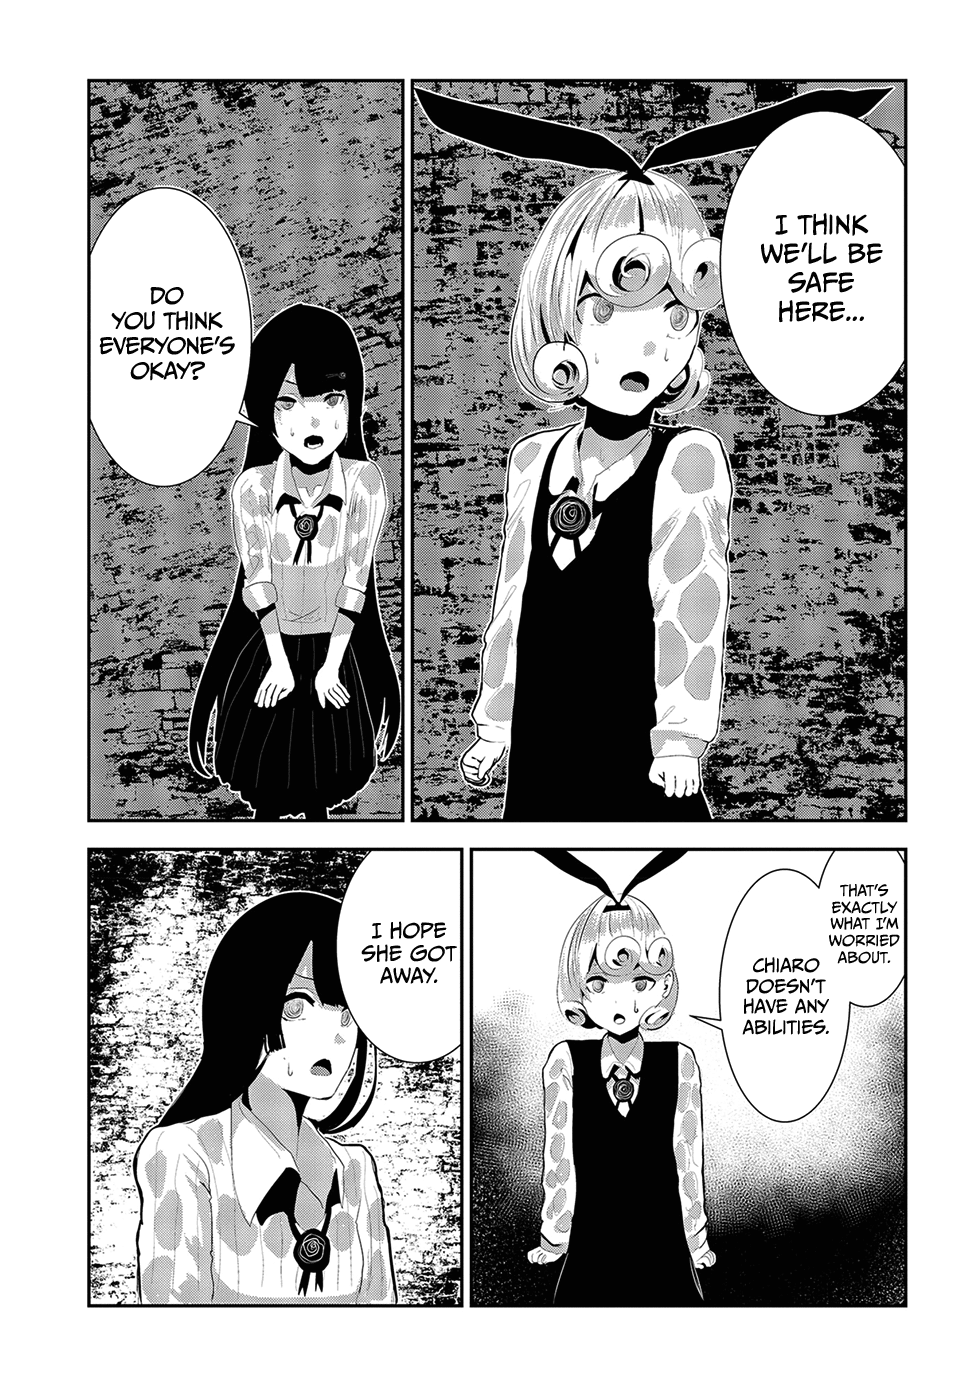 I THINK
WE'LL BE
SAFE
HERE...
DO
YOU THINK
EVERYONE'S
OKAY?
THAT'S
EXACTLY
WHAT I'M
WORRIED
ABOUT.
CHIARO
DOESN'T
HAVE ANY
ABILITIES.
I HOPE
SHE GOT
AWAY.